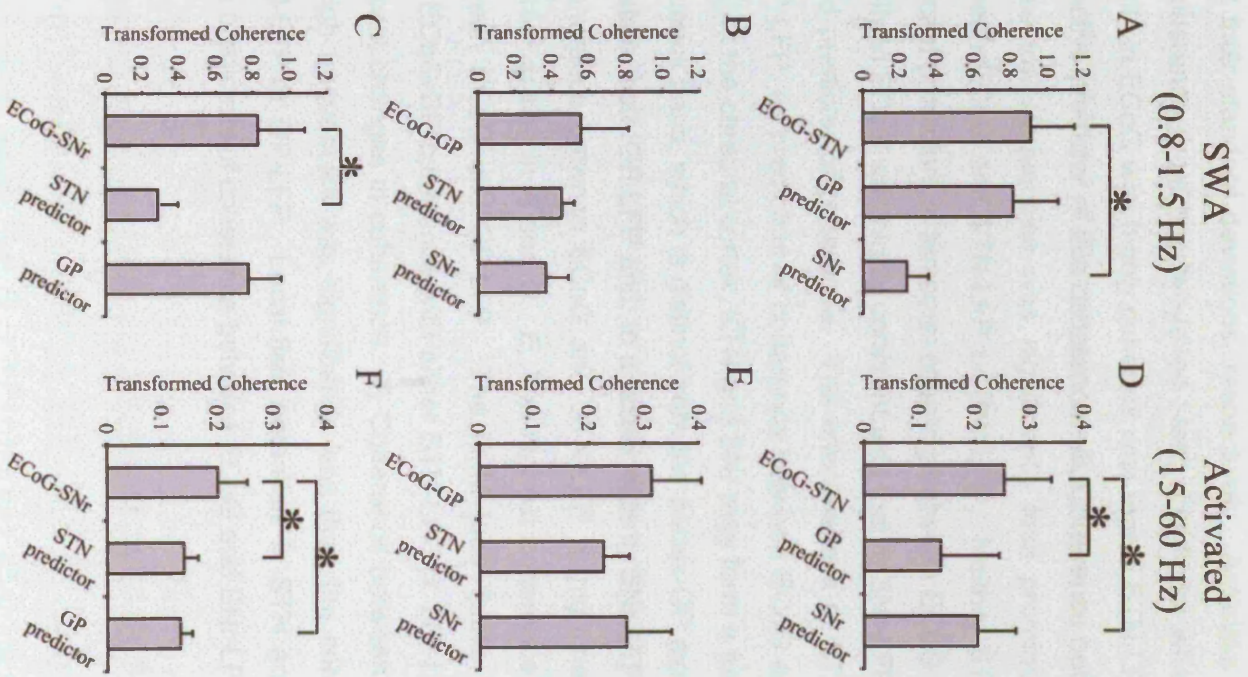 SWA
(0.8-1.5 Hz)
Activated
(15-60 Hz)
A
Transformed Coherence
1.2
1.0
0.8
0.6
0.4
0.2
0
*
ECoG-STN
GP
predictor
SNr
predictor
D
Transformed Coherence
0.4
0.3
0.2
0.1
0
*
*
ECoG-STN
GP
predictor
SNr
predictor
B
Transformed Coherence
1.2
1.0
0.8
0.6
0.4
0.2
0
ECoG-GP
STN
predictor
SNr
predictor
E
Transformed Coherence
0.4
0.3
0.2
0.1
0
ECoG-GP
STN
predictor
SNr
predictor
C
Transformed Coherence
1.2
1.0
0.8
0.6
0.4
0.2
0
*
ECoG-SNr
STN
predictor
GP
predictor
F
Transformed Coherence
0.4
0.3
0.2
0.1
0
*
*
ECoG-SNr
STN
predictor
GP
predictor